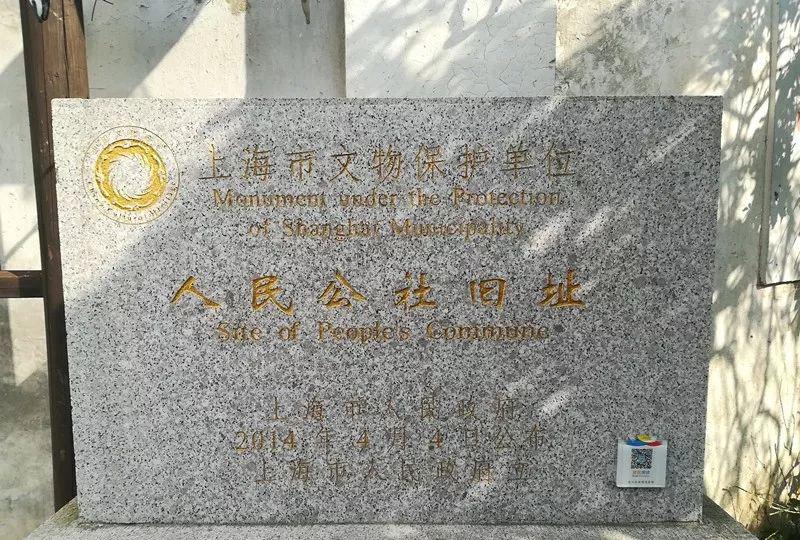 上海市文物保护单位
Monument under the Protection
of Shanghai Municipality
人民公社旧址
Site of People's Commune
上海市人民政府
2014年4月4日公布
上海市人民政府立